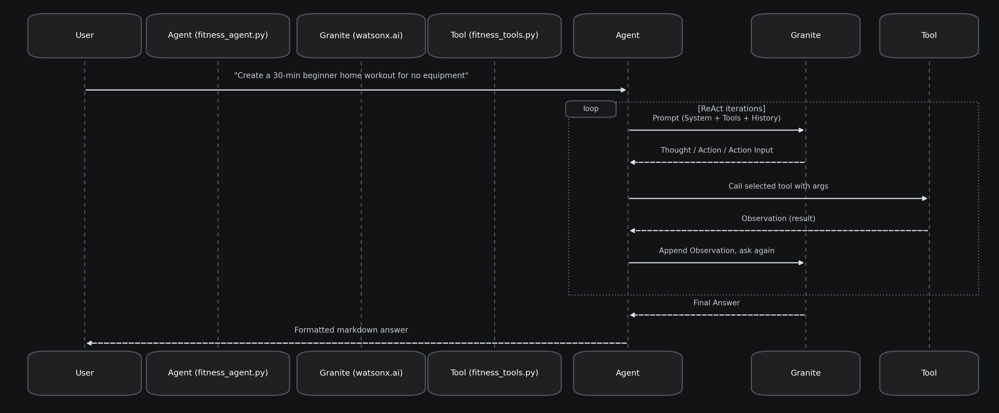 User
Agent (fitness_agent.py)
Granite (watsonx.ai)
Tool (fitness_tools.py)
Agent
Granite
Tool
"Create a 30-min beginner home workout for no equipment"
loop
[ReAct iterations]
Prompt (System + Tools + History)
Thought / Action / Action Input
Call selected tool with args
Observation (result)
Append Observation, ask again
Final Answer
Formatted markdown answer
User
Agent (fitness_agent.py)
Granite (watsonx.ai)
Tool (fitness_tools.py)
Agent
Granite
Tool